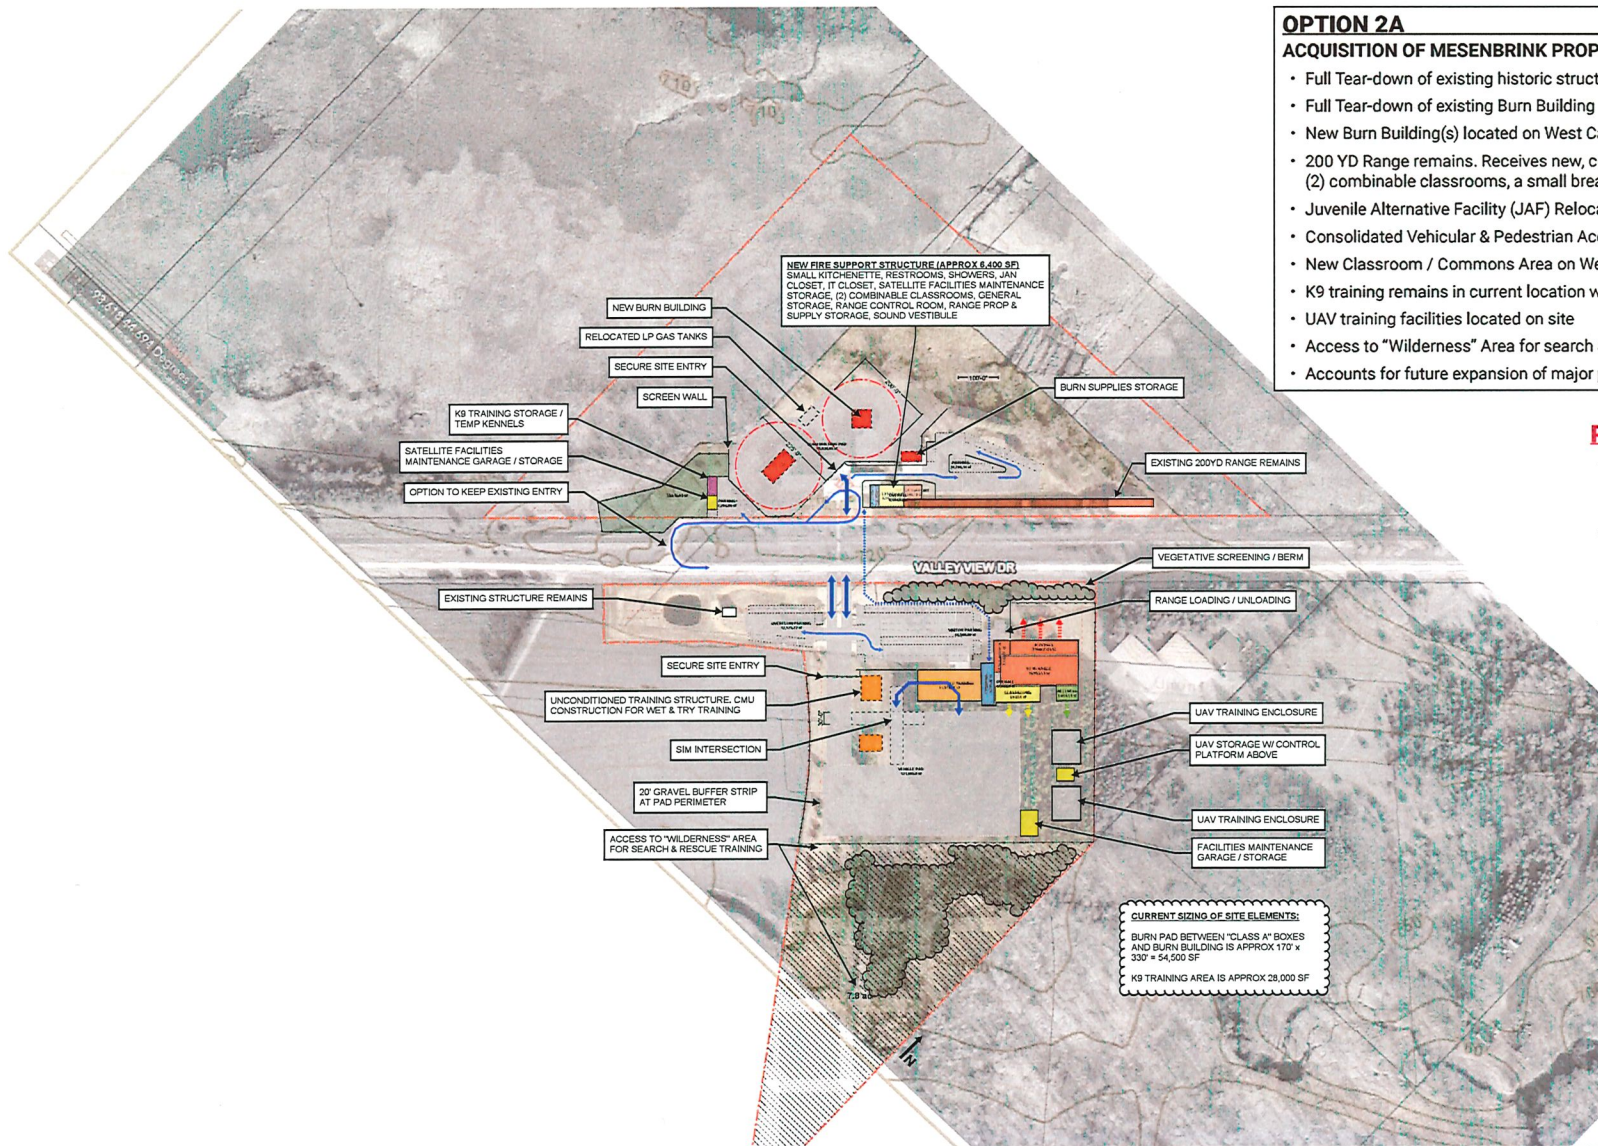 OPTION 2A
ACQUISITION OF MESENBRINK PROP
• Full Tear-down of existing historic struct
• Full Tear-down of existing Burn Building
• New Burn Building(s) located on West Ca
• 200 YD Range remains. Receives new, c
(2) combinable classrooms, a small brea
• Juvenile Alternative Facility (JAF) Reloca
• Consolidated Vehicular & Pedestrian Acc
• New Classroom / Commons Area on We
• K9 training remains in current location w
• UAV training facilities located on site
• Access to "Wilderness" Area for search
• Accounts for future expansion of major
NEW FIRE SUPPORT STRUCTURE (APPROX 6,400 SF)
SMALL KITCHENETTE, RESTROOMS, SHOWERS, JAN
CLOSET, IT CLOSET, SATELLITE FACILITIES MAINTENANCE
STORAGE, (2) COMBINABLE CLASSROOMS, GENERAL
STORAGE, RANGE CONTROL ROOM, RANGE PROP &
SUPPLY STORAGE, SOUND VESTIBULE
NEW BURN BUILDING
RELOCATED LP GAS TANKS
SECURE SITE ENTRY
SCREEN WALL
K9 TRAINING STORAGE /
TEMP KENNELS
SATELLITE FACILITIES
MAINTENANCE GARAGE / STORAGE
OPTION TO KEEP EXISTING ENTRY
100'-0"
BURN SUPPLIES STORAGE
EXISTING 200YD RANGE REMAINS
VALLEY VIEW DR
VEGETATIVE SCREENING / BERM
RANGE LOADING / UNLOADING
EXISTING STRUCTURE REMAINS
SECURE SITE ENTRY
UNCONDITIONED TRAINING STRUCTURE. CMU
CONSTRUCTION FOR WET & TRY TRAINING
SIM INTERSECTION
20' GRAVEL BUFFER STRIP
AT PAD PERIMETER
ACCESS TO "WILDERNESS" AREA
FOR SEARCH & RESCUE TRAINING
UAV TRAINING ENCLOSURE
UAV STORAGE W/ CONTROL
PLATFORM ABOVE
UAV TRAINING ENCLOSURE
FACILITIES MAINTENANCE
GARAGE / STORAGE
CURRENT SIZING OF SITE ELEMENTS:
BURN PAD BETWEEN "CLASS A" BOXES
AND BURN BUILDING IS APPROX 170' x
330' = 54,500 SF
K9 TRAINING AREA IS APPROX 28,000 SF
N